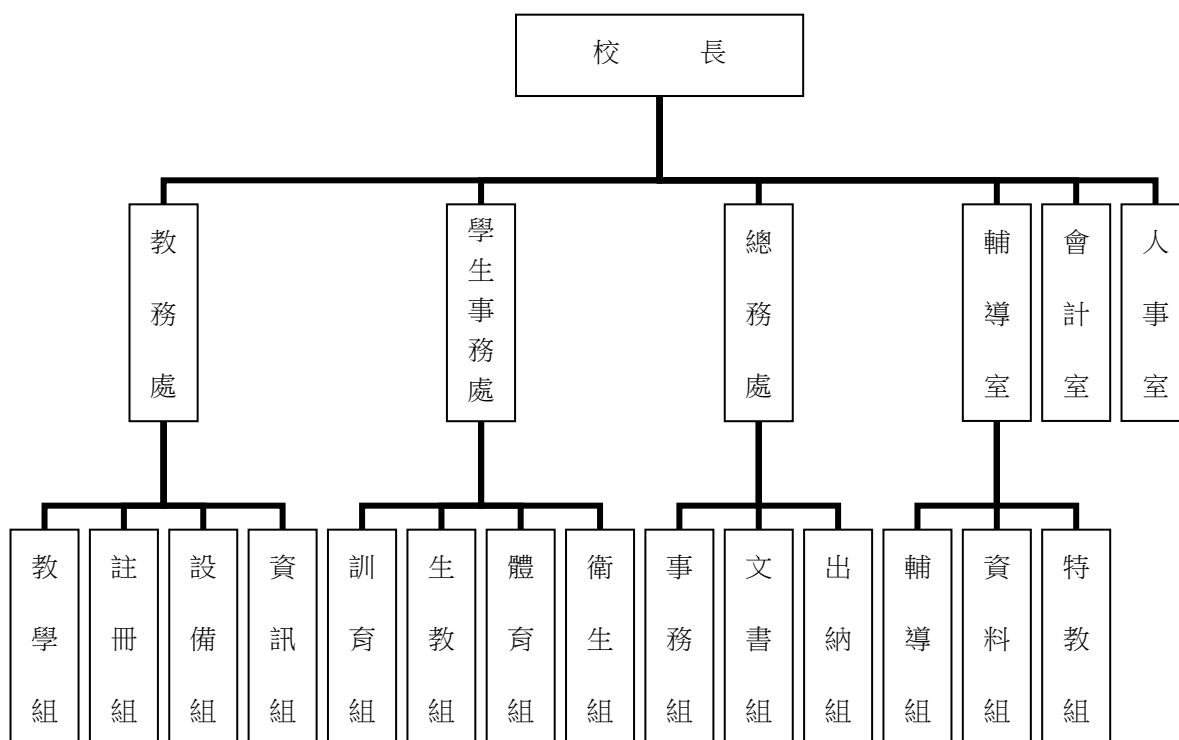 校長
教務處
學生事務處
總務處
輔導室
會計室
人事室
教學組
註冊組
設備組
資訊組
訓育組
生教組
體育組
衛生組
事務組
文書組
出納組
輔導組
資料組
特教組